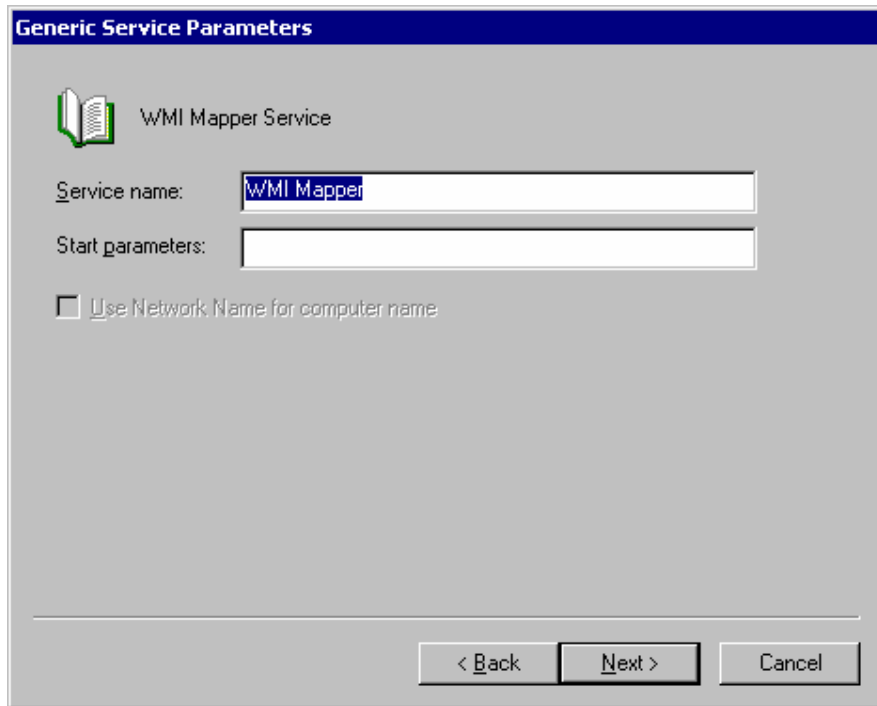 Generic Service Parameters
WMI Mapper Service
Service name: WMI Mapper
Start parameters:
Use Network Name for computer name
< Back Next > Cancel